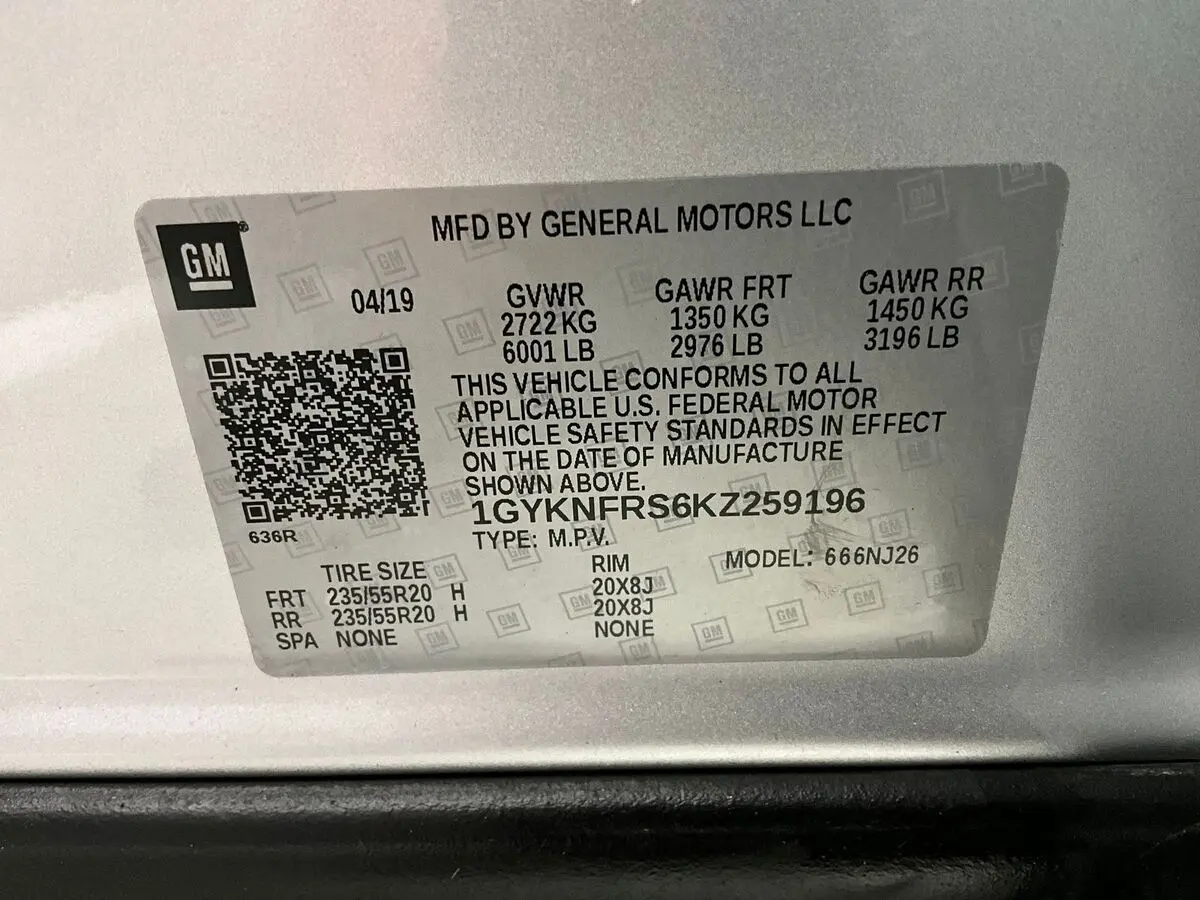 GM
MFD BY GENERAL MOTORS LLC
04/19
GVWR GAWR FRT GAWR RR
2722 KG 1350 KG 1450 KG
6001 LB 2976 LB 3196 LB
THIS VEHICLE CONFORMS TO ALL
APPLICABLE U.S. FEDERAL MOTOR
VEHICLE SAFETY STANDARDS IN EFFECT
ON THE DATE OF MANUFACTURE
SHOWN ABOVE.
1GYKNFRS6KZ259196
636R
TYPE: M.P.V.
MODEL: 666NJ26
TIRE SIZE RIM
FRT 235/55R20 H 20X8J
RR 235/55R20 H 20X8J
SPA NONE NONE